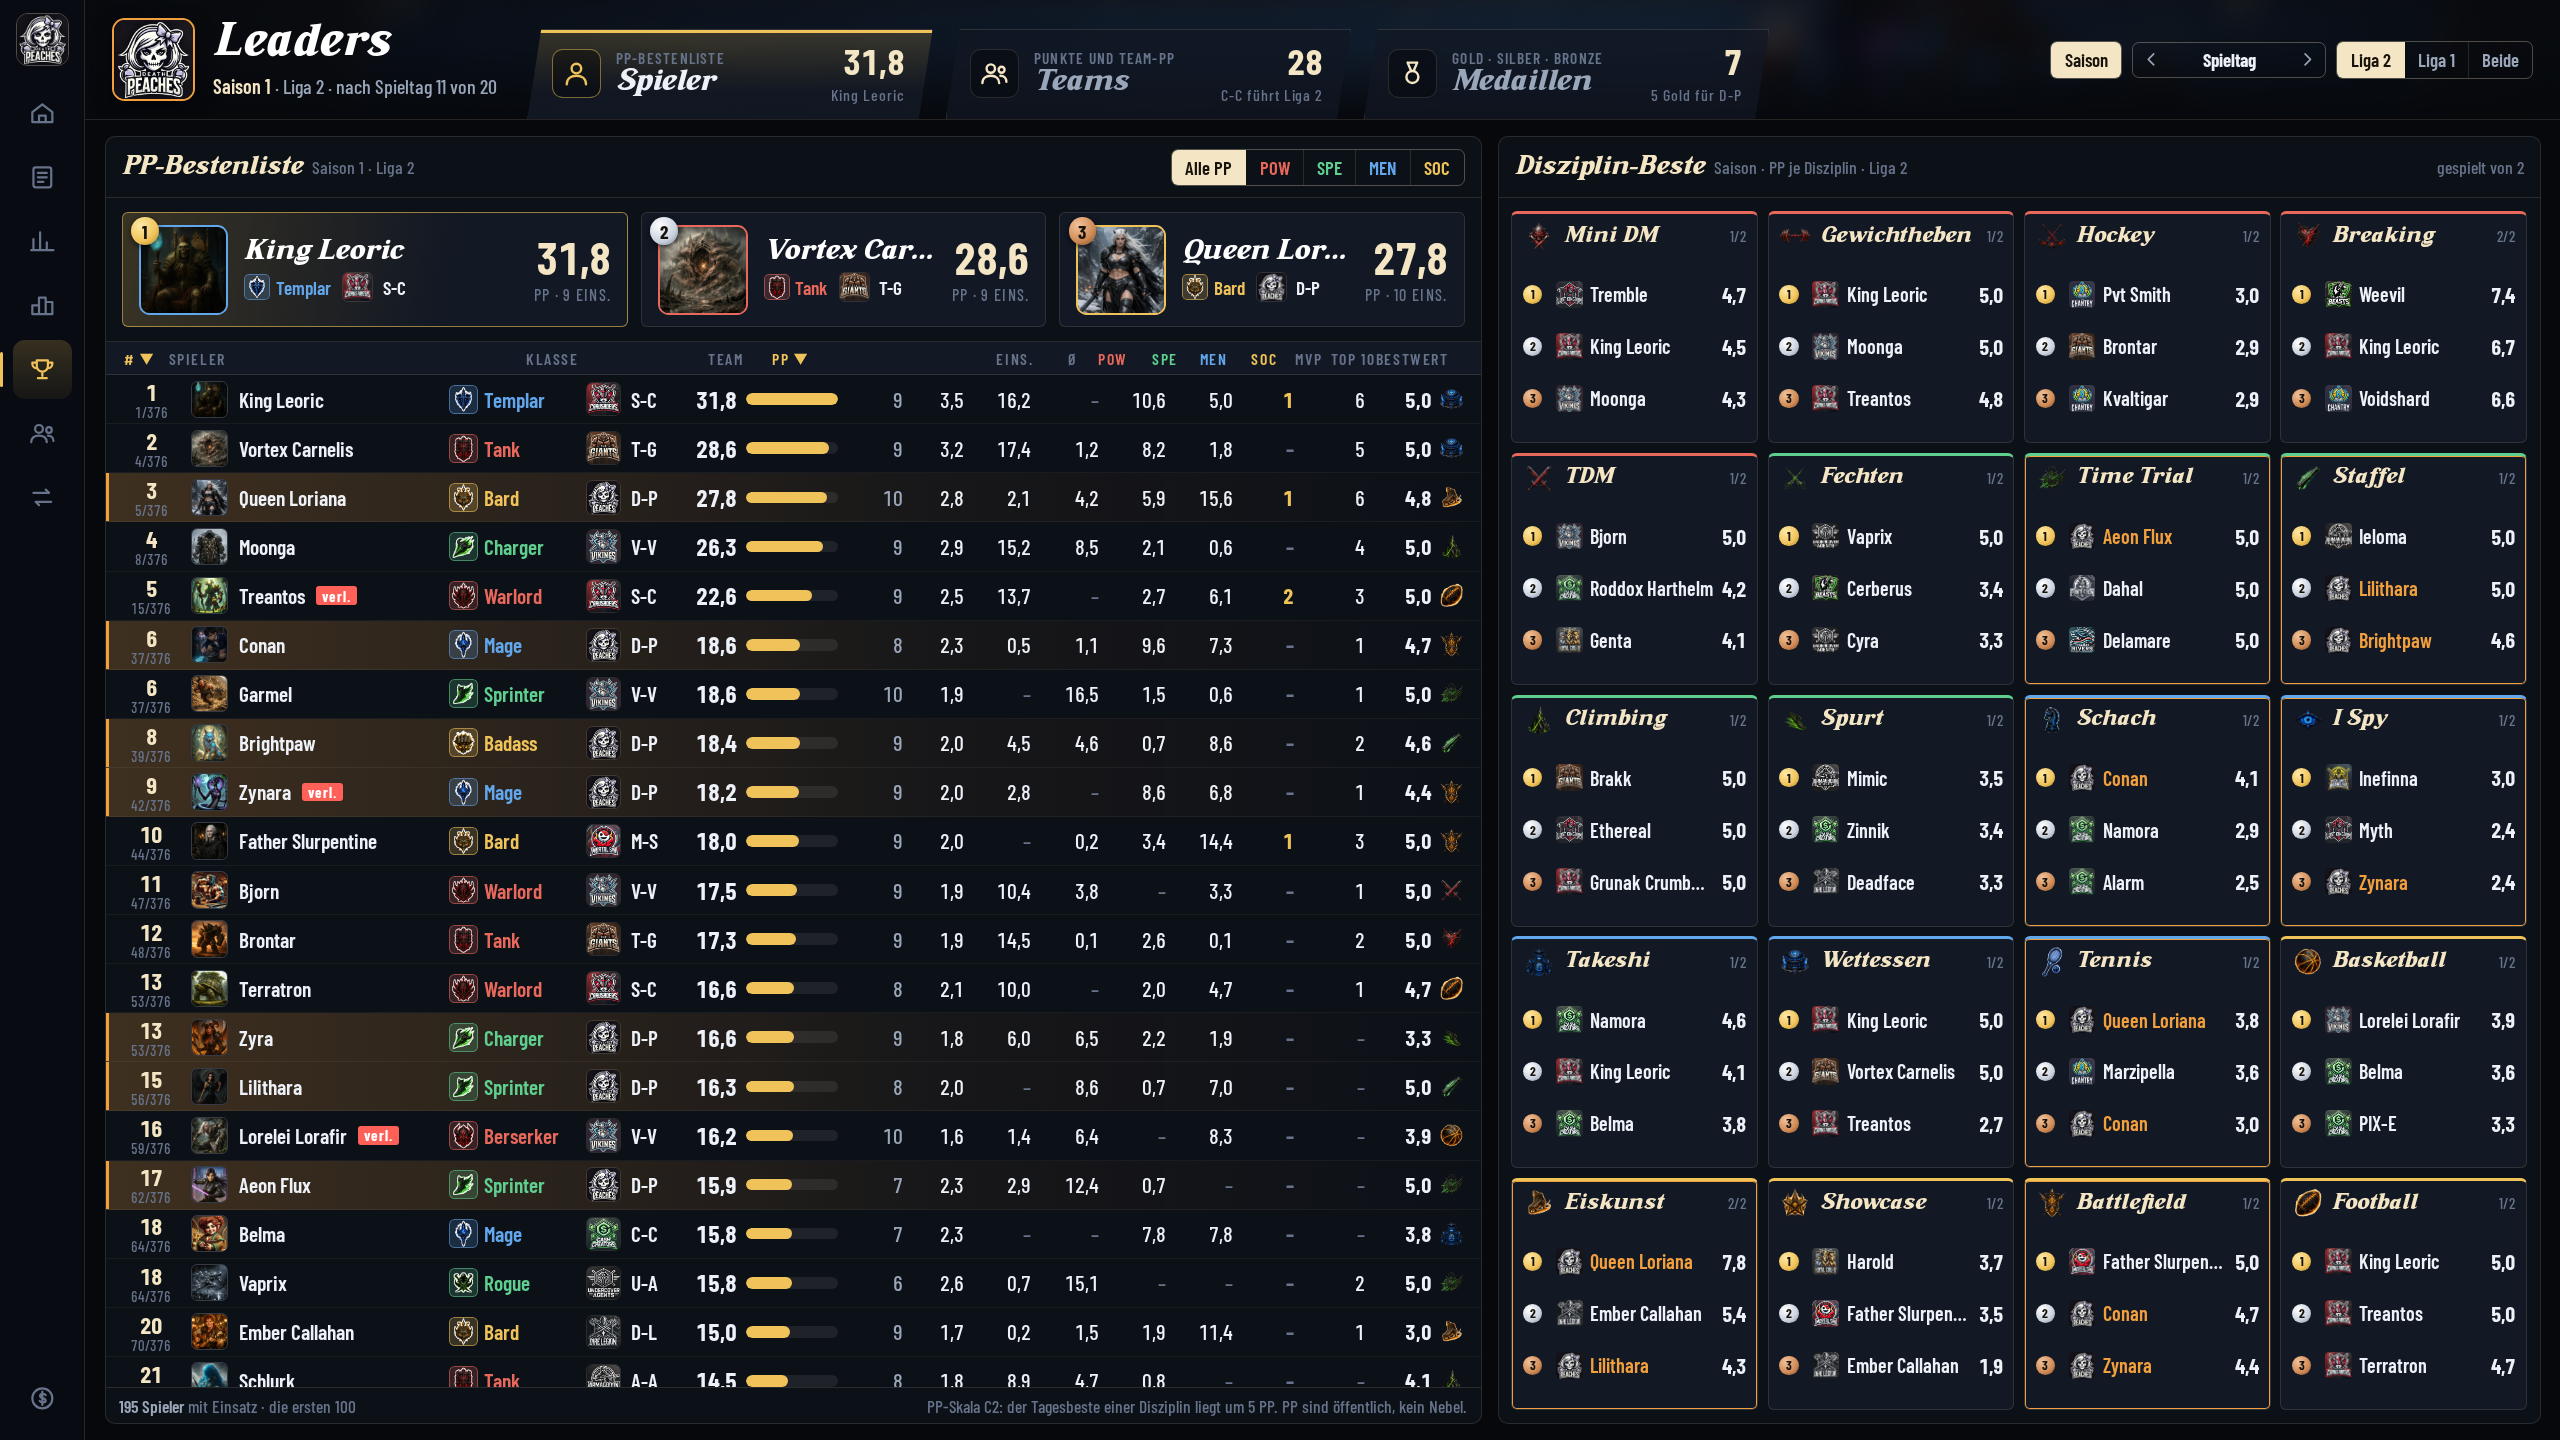 Leaders
Saison 1 · Liga 2 · nach Spieltag 11 von 20
PP-BESTENLISTE
Spieler
31,8
King Leoric
PUNKTE UND TEAM-PP
Teams
28
C-C führt Liga 2
GOLD · SILBER · BRONZE
Medaillen
7
5 Gold für D-P
Saison
Spieltag
Liga 2 Liga 1 Beide
PP-Bestenliste Saison 1 · Liga 2
Alle PP POW SPE MEN SOC
1 King Leoric Templar S-C 31,8 PP · 9 EINS.
2 Vortex Car... Tank T-G 28,6 PP · 9 EINS.
3 Queen Lor... Bard D-P 27,8 PP · 10 EINS.
# ▼ SPIELER KLASSE TEAM PP ▼ EINS. Ø POW SPE MEN SOC MVP TOP 10 BESTWERT
1 1/376 King Leoric Templar S-C 31,8 9 3,5 16,2 – 10,6 5,0 1 6 5,0
2 4/376 Vortex Carnelis Tank T-G 28,6 9 3,2 17,4 1,2 8,2 1,8 – 5 5,0
3 5/376 Queen Loriana Bard D-P 27,8 10 2,8 2,1 4,2 5,9 15,6 1 6 4,8
4 8/376 Moonga Charger V-V 26,3 9 2,9 15,2 8,5 2,1 0,6 – 4 5,0
5 15/376 Treantos verl. Warlord S-C 22,6 9 2,5 13,7 – 2,7 6,1 2 3 5,0
6 37/376 Conan Mage D-P 18,6 8 2,3 0,5 1,1 9,6 7,3 – 1 4,7
6 37/376 Garmel Sprinter V-V 18,6 10 1,9 – 16,5 1,5 0,6 – 1 5,0
8 39/376 Brightpaw Badass D-P 18,4 9 2,0 4,5 4,6 0,7 8,6 – 2 4,6
9 42/376 Zynara verl. Mage D-P 18,2 9 2,0 2,8 – 8,6 6,8 – 1 4,4
10 44/376 Father Slurpentine Bard M-S 18,0 9 2,0 – 0,2 3,4 14,4 1 3 5,0
11 47/376 Bjorn Warlord V-V 17,5 9 1,9 10,4 3,8 – 3,3 – 1 5,0
12 48/376 Brontar Tank T-G 17,3 9 1,9 14,5 0,1 2,6 0,1 – 2 5,0
13 53/376 Terratron Warlord S-C 16,6 8 2,1 10,0 – 2,0 4,7 – 1 4,7
13 53/376 Zyra Charger D-P 16,6 9 1,8 6,0 6,5 2,2 1,9 – – 3,3
15 56/376 Lilithara Sprinter D-P 16,3 8 2,0 – 8,6 0,7 7,0 – – 5,0
16 59/376 Lorelei Lorafir verl. Berserker V-V 16,2 10 1,6 1,4 6,4 – 8,3 – – 3,9
17 62/376 Aeon Flux Sprinter D-P 15,9 7 2,3 2,9 12,4 0,7 – – – 5,0
18 64/376 Belma Mage C-C 15,8 7 2,3 – – 7,8 7,8 – – 3,8
18 64/376 Vaprix Rogue U-A 15,8 6 2,6 0,7 15,1 – – – 2 5,0
20 70/376 Ember Callahan Bard D-L 15,0 9 1,7 0,2 1,5 1,9 11,4 – 1 3,0
21 Schlurk Tank A-A 14,5 8 1,8 8,9 4,7 0,8 – – – 4,1
195 Spieler mit Einsatz · die ersten 100
PP-Skala C2: der Tagesbeste einer Disziplin liegt um 5 PP. PP sind öffentlich, kein Nebel.
Disziplin-Beste Saison · PP je Disziplin · Liga 2
gespielt von 2
Mini DM 1/2
1 Tremble 4,7
2 King Leoric 4,5
3 Moonga 4,3
Gewichtheben 1/2
1 King Leoric 5,0
2 Moonga 5,0
3 Treantos 4,8
Hockey 1/2
1 Pvt Smith 3,0
2 Brontar 2,9
3 Kvaltigar 2,9
Breaking 2/2
1 Weevil 7,4
2 King Leoric 6,7
3 Voidshard 6,6
TDM 1/2
1 Bjorn 5,0
2 Roddox Harthelm 4,2
3 Genta 4,1
Fechten 1/2
1 Vaprix 5,0
2 Cerberus 3,4
3 Cyra 3,3
Time Trial 1/2
1 Aeon Flux 5,0
2 Dahal 5,0
3 Delamare 5,0
Staffel 1/2
1 Ieloma 5,0
2 Lilithara 5,0
3 Brightpaw 4,6
Climbing 1/2
1 Brakk 5,0
2 Ethereal 5,0
3 Grunak Crumb... 5,0
Spurt 1/2
1 Mimic 3,5
2 Zinnik 3,4
3 Deadface 3,3
Schach 1/2
1 Conan 4,1
2 Namora 2,9
3 Alarm 2,5
I Spy 1/2
1 Inefinna 3,0
2 Myth 2,4
3 Zynara 2,4
Takeshi 1/2
1 Namora 4,6
2 King Leoric 4,1
3 Belma 3,8
Wettessen 1/2
1 King Leoric 5,0
2 Vortex Carnelis 5,0
3 Treantos 2,7
Tennis 1/2
1 Queen Loriana 3,8
2 Marzipella 3,6
3 Conan 3,0
Basketball 1/2
1 Lorelei Lorafir 3,9
2 Belma 3,6
3 PIX-E 3,3
Eiskunst 2/2
1 Queen Loriana 7,8
2 Ember Callahan 5,4
3 Lilithara 4,3
Showcase 1/2
1 Harold 3,7
2 Father Slurpen... 3,5
3 Ember Callahan 1,9
Battlefield 1/2
1 Father Slurpen... 5,0
2 Conan 4,7
3 Zynara 4,4
Football 1/2
1 King Leoric 5,0
2 Treantos 5,0
3 Terratron 4,7